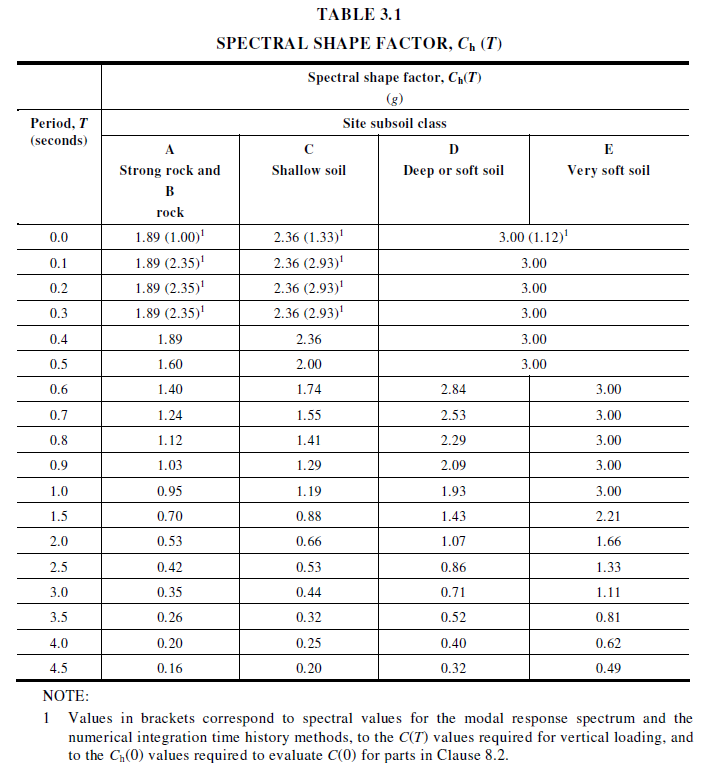 TABLE 3.1
SPECTRAL SHAPE FACTOR, Ch (T)
Spectral shape factor, Ch(T)
(g)
Period, T
(seconds)
Site subsoil class
A
Strong rock and
B
rock
C
Shallow soil
D
Deep or soft soil
E
Very soft soil
0.0 1.89 (1.00)1 2.36 (1.33)1 3.00 (1.12)1
0.1 1.89 (2.35)1 2.36 (2.93)1 3.00
0.2 1.89 (2.35)1 2.36 (2.93)1 3.00
0.3 1.89 (2.35)1 2.36 (2.93)1 3.00
0.4 1.89 2.36 3.00
0.5 1.60 2.00 3.00
0.6 1.40 1.74 2.84 3.00
0.7 1.24 1.55 2.53 3.00
0.8 1.12 1.41 2.29 3.00
0.9 1.03 1.29 2.09 3.00
1.0 0.95 1.19 1.93 3.00
1.5 0.70 0.88 1.43 2.21
2.0 0.53 0.66 1.07 1.66
2.5 0.42 0.53 0.86 1.33
3.0 0.35 0.44 0.71 1.11
3.5 0.26 0.32 0.52 0.81
4.0 0.20 0.25 0.40 0.62
4.5 0.16 0.20 0.32 0.49
NOTE:
1 Values in brackets correspond to spectral values for the modal response spectrum and the
numerical integration time history methods, to the C(T) values required for vertical loading, and
to the Ch(0) values required to evaluate C(0) for parts in Clause 8.2.